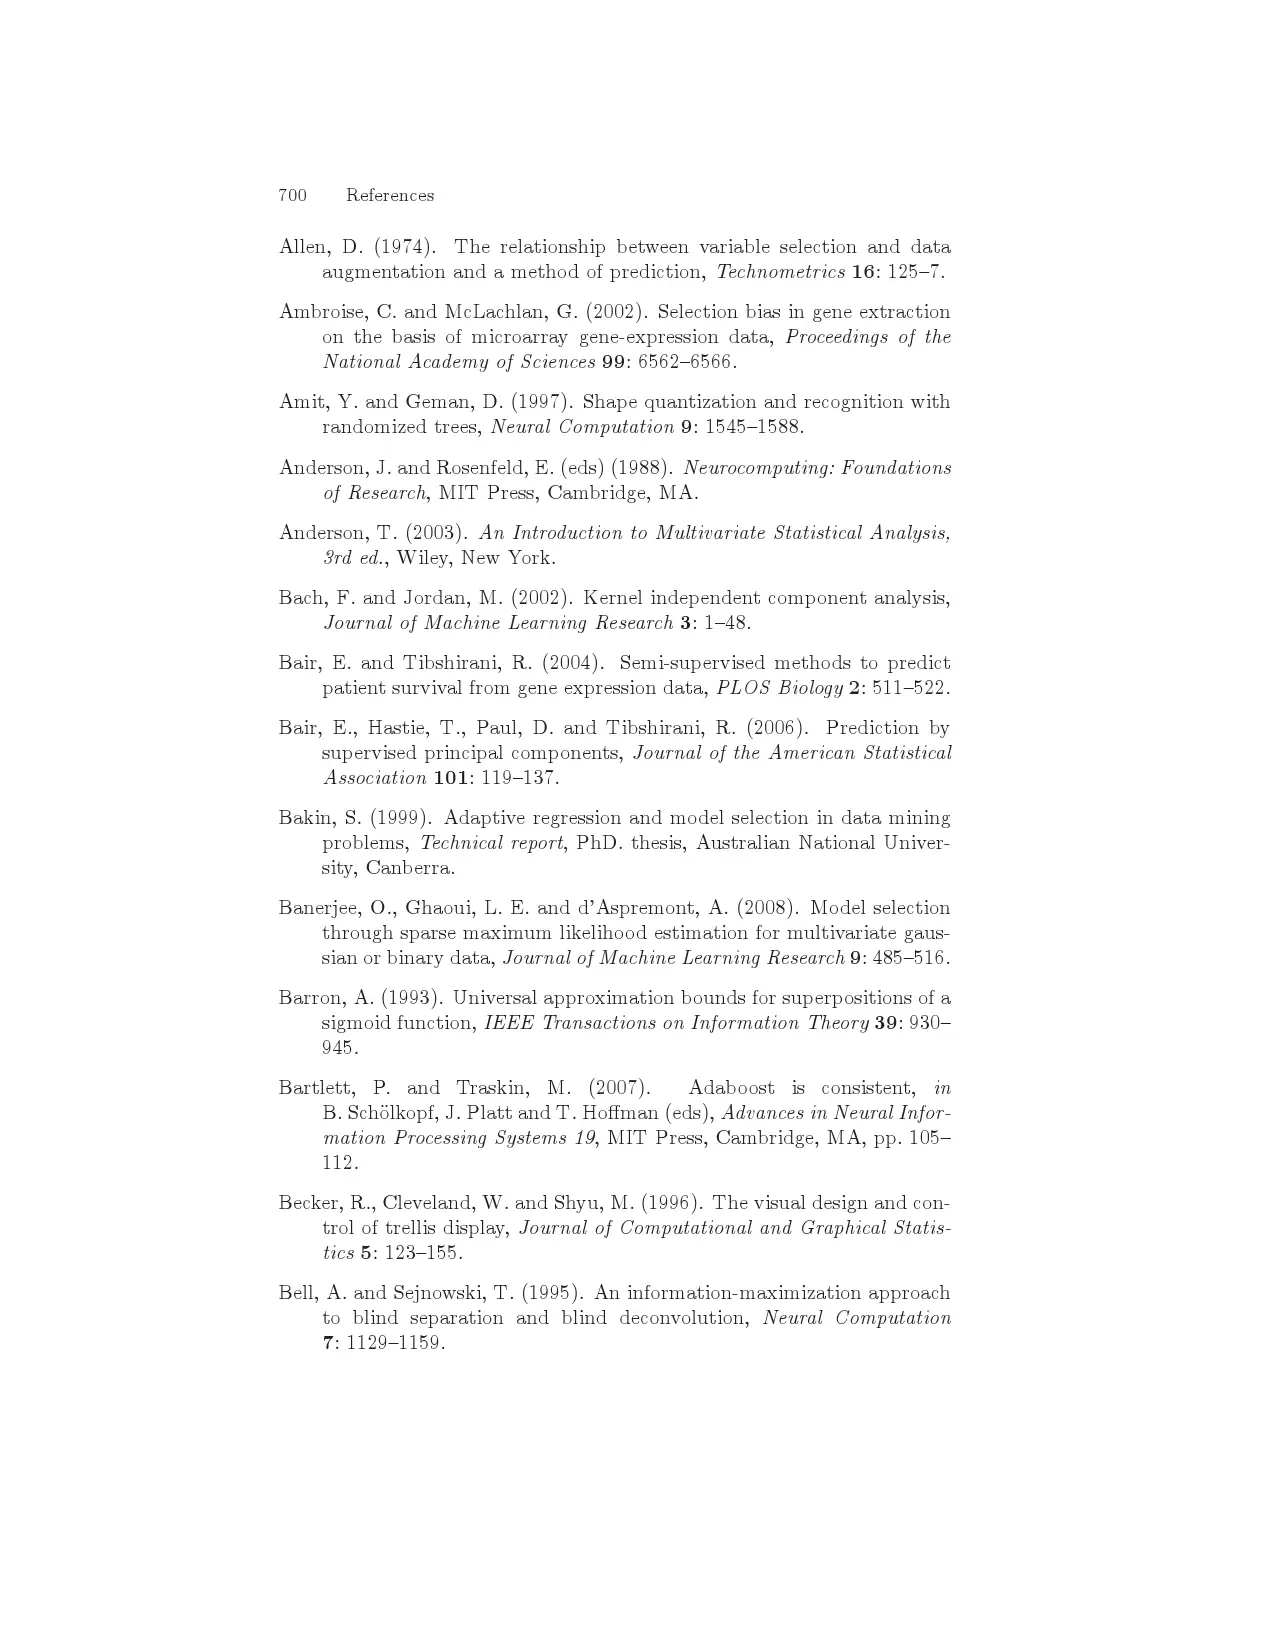 700 References
Allen, D. (1974). The relationship between variable selection and data
augmentation and a method of prediction, Technometrics 16: 125–7.
Ambroise, C. and McLachlan, G. (2002). Selection bias in gene extraction
on the basis of microarray gene-expression data, Proceedings of the
National Academy of Sciences 99: 6562–6566.
Amit, Y. and Geman, D. (1997). Shape quantization and recognition with
randomized trees, Neural Computation 9: 1545–1588.
Anderson, J. and Rosenfeld, E. (eds) (1988). Neurocomputing: Foundations
of Research, MIT Press, Cambridge, MA.
Anderson, T. (2003). An Introduction to Multivariate Statistical Analysis,
3rd ed., Wiley, New York.
Bach, F. and Jordan, M. (2002). Kernel independent component analysis,
Journal of Machine Learning Research 3: 1–48.
Bair, E. and Tibshirani, R. (2004). Semi-supervised methods to predict
patient survival from gene expression data, PLOS Biology 2: 511–522.
Bair, E., Hastie, T., Paul, D. and Tibshirani, R. (2006). Prediction by
supervised principal components, Journal of the American Statistical
Association 101: 119–137.
Bakin, S. (1999). Adaptive regression and model selection in data mining
problems, Technical report, PhD. thesis, Australian National Univer-
sity, Canberra.
Banerjee, O., Ghaoui, L. E. and d'Aspremont, A. (2008). Model selection
through sparse maximum likelihood estimation for multivariate gaus-
sian or binary data, Journal of Machine Learning Research 9: 485–516.
Barron, A. (1993). Universal approximation bounds for superpositions of a
sigmoid function, IEEE Transactions on Information Theory 39: 930–
945.
Bartlett, P. and Traskin, M. (2007). Adaboost is consistent, in
B. Schölkopf, J. Platt and T. Hoffman (eds), Advances in Neural Infor-
mation Processing Systems 19, MIT Press, Cambridge, MA, pp. 105–
112.
Becker, R., Cleveland, W. and Shyu, M. (1996). The visual design and con-
trol of trellis display, Journal of Computational and Graphical Statis-
tics 5: 123–155.
Bell, A. and Sejnowski, T. (1995). An information-maximization approach
to blind separation and blind deconvolution, Neural Computation
7: 1129–1159.